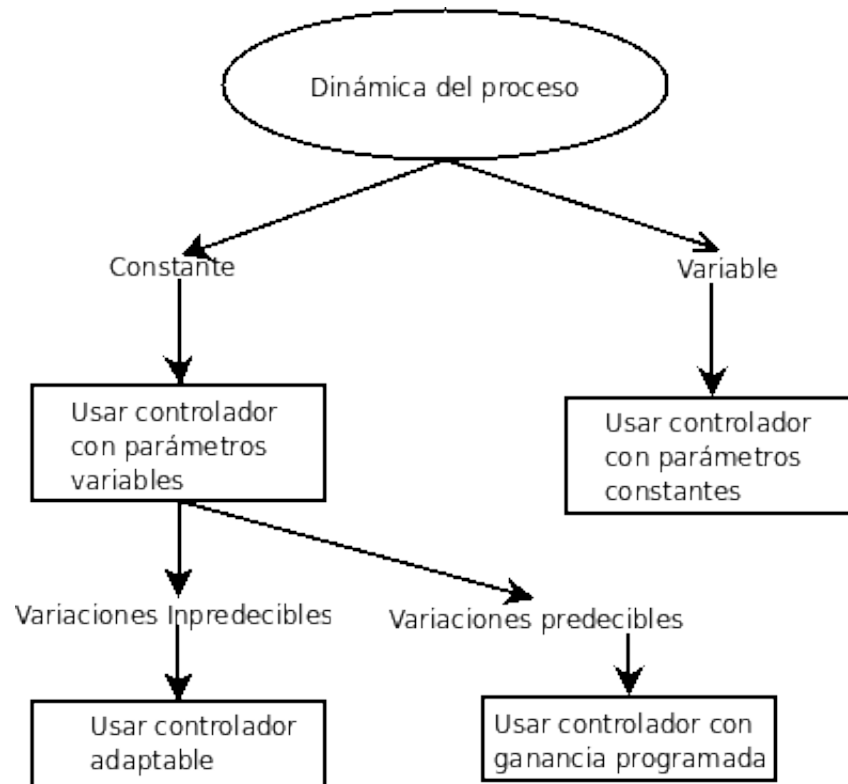 Dinámica del proceso
Constante
Variable
Usar controlador
con parámetros
variables
Usar controlador
con parámetros
constantes
Variaciones Inpredecibles
Variaciones predecibles
Usar controlador
adaptable
Usar controlador con
ganancia programada